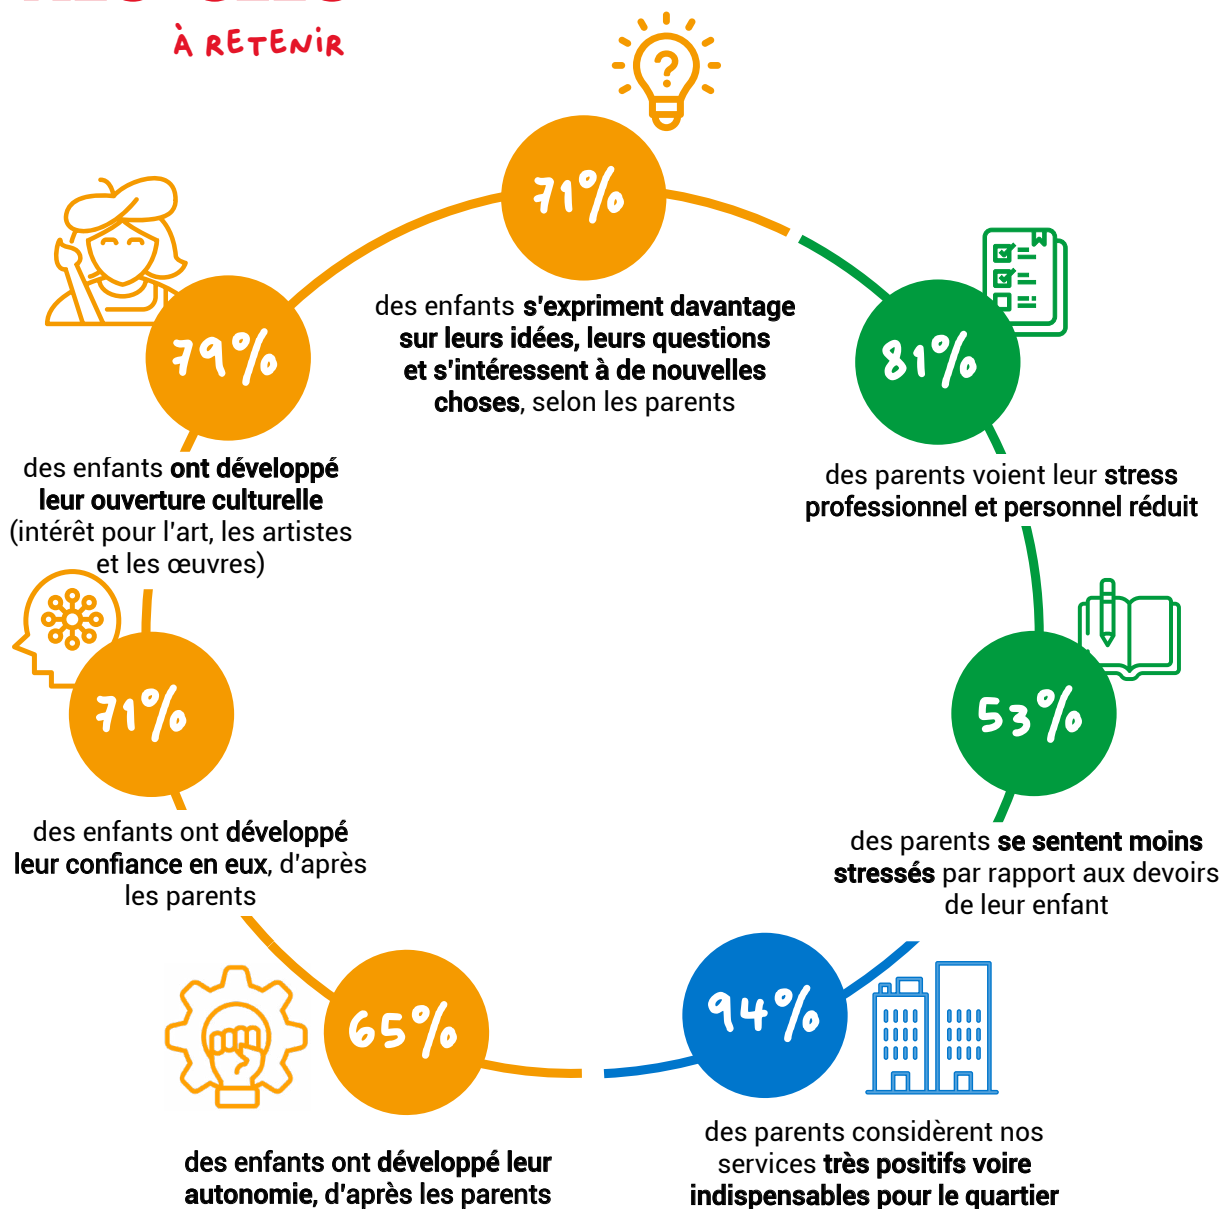 À RETENIR
71%
des enfants s'expriment davantage
sur leurs idées, leurs questions
et s'intéressent à de nouvelles
choses, selon les parents
79%
des enfants ont développé
leur ouverture culturelle
(intérêt pour l'art, les artistes
et les œuvres)
81%
des parents voient leur stress
professionnel et personnel réduit
71%
des enfants ont développé
leur confiance en eux, d'après
les parents
53%
des parents se sentent moins
stressés par rapport aux devoirs
de leur enfant
65%
des enfants ont développé leur
autonomie, d'après les parents
94%
des parents considèrent nos
services très positifs voire
indispensables pour le quartier